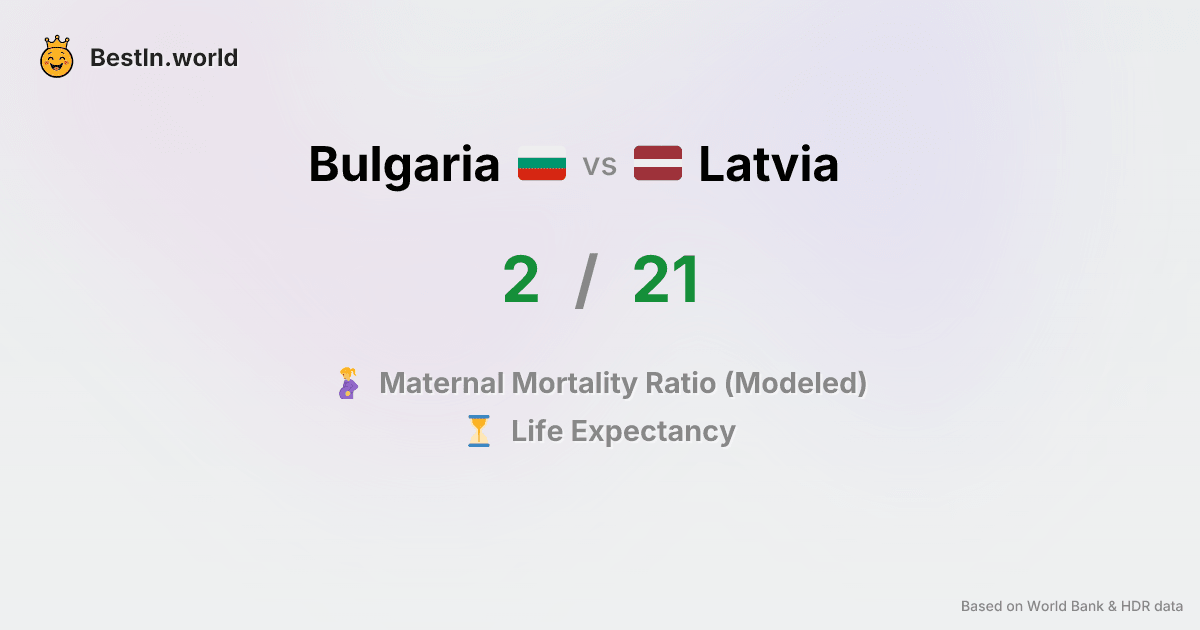 BestIn.world
Bulgaria vs Latvia
2 / 21
Maternal Mortality Ratio (Modeled)
Life Expectancy
Based on World Bank & HDR data